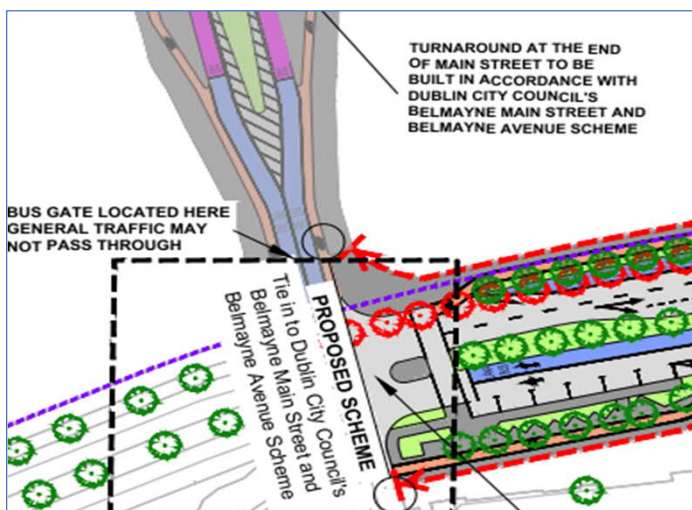 TURNAROUND AT THE END
OF MAIN STREET TO BE
BUILT IN ACCORDANCE WITH
DUBLIN CITY COUNCIL'S
BELMAYNE MAIN STREET AND
BELMAYNE AVENUE SCHEME
BUS GATE LOCATED HERE
GENERAL TRAFFIC MAY
NOT PASS THROUGH
PROPOSED SCHEME
Tie in to Dublin City Council's
Belmayne Main Street and
Belmayne Avenue Scheme